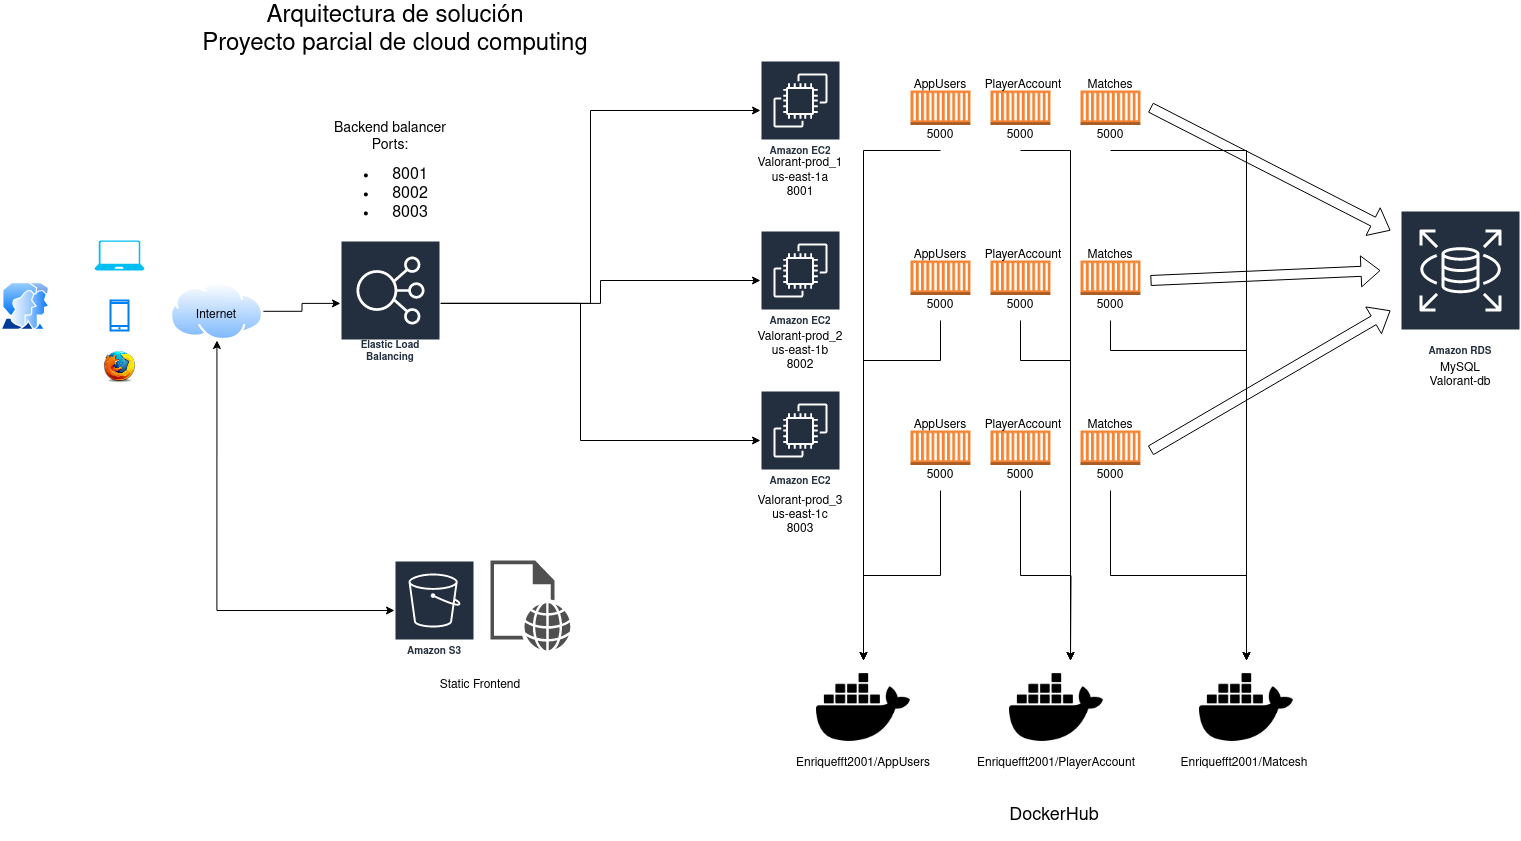 Arquitectura de solución
Proyecto parcial de cloud computing
Backend balancer
Ports:
• 8001
• 8002
• 8003
Internet
Elastic Load
Balancing
Amazon EC2
Valorant-prod_1
us-east-1a
8001
Amazon EC2
Valorant-prod_2
us-east-1b
8002
Amazon EC2
Valorant-prod_3
us-east-1c
8003
AppUsers
5000
PlayerAccount
5000
Matches
5000
AppUsers
5000
PlayerAccount
5000
Matches
5000
AppUsers
5000
PlayerAccount
5000
Matches
5000
Amazon RDS
MySQL
Valorant-db
Amazon S3
Static Frontend
Enriquefft2001/AppUsers
Enriquefft2001/PlayerAccount
Enriquefft2001/Matcesh
DockerHub